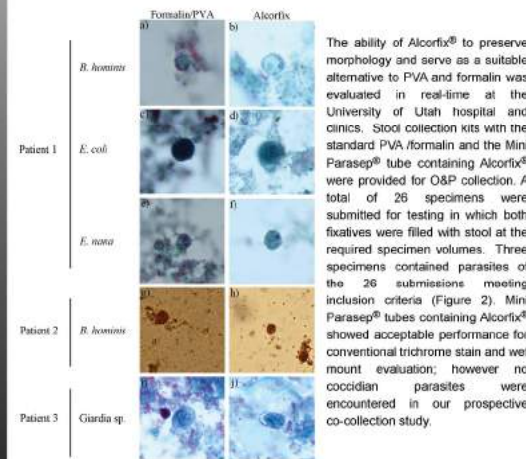 Formalin/PVA Alcorfix
a) b)
B. hominis
c) d)
Patient 1 E. coli
e) f)
E. nana
g) h)
Patient 2 B. hominis
i) j)
Patient 3 Giardia sp.
The ability of Alcorfix® to preserve
morphology and serve as a suitable
alternative to PVA and formalin was
evaluated in real-time at the
University of Utah hospital and
clinics. Stool collection kits with the
standard PVA /formalin and the Mini
Parasep® tube containing Alcorfix®
were provided for O&P collection. A
total of 26 specimens were
submitted for testing in which both
fixatives were filled with stool at the
required specimen volumes. Three
specimens contained parasites of
the 26 submissions meeting
inclusion criteria (Figure 2). Mini
Parasep® tubes containing Alcorfix®
showed acceptable performance for
conventional trichrome stain and wet
mount evaluation; however no
coccidian parasites were
encountered in our prospective
co-collection study.